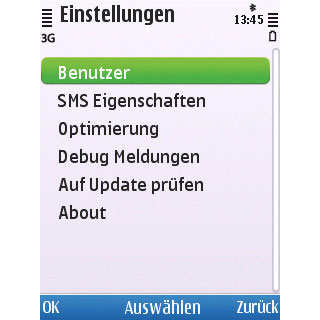 Einstellungen
13:45
3G
Benutzer
SMS Eigenschaften
Optimierung
Debug Meldungen
Auf Update prüfen
About
OK Auswählen Zurück